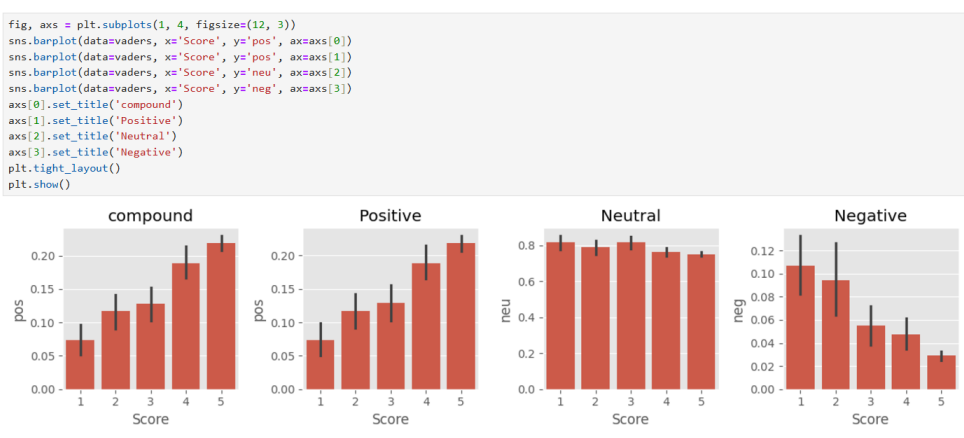 fig, axs = plt.subplots(1, 4, figsize=(12, 3))
sns.barplot(data=vaders, x='Score', y='pos', ax=axs[0])
sns.barplot(data=vaders, x='Score', y='pos', ax=axs[1])
sns.barplot(data=vaders, x='Score', y='neu', ax=axs[2])
sns.barplot(data=vaders, x='Score', y='neg', ax=axs[3])
axs[0].set_title('compound')
axs[1].set_title('Positive')
axs[2].set_title('Neutral')
axs[3].set_title('Negative')
plt.tight_layout()
plt.show()
compound
pos
0.20
0.15
0.10
0.05
0.00
1 2 3 4 5
Score
Positive
pos
0.20
0.15
0.10
0.05
0.00
1 2 3 4 5
Score
Neutral
neu
0.8
0.6
0.4
0.2
0.0
1 2 3 4 5
Score
Negative
neg
0.12
0.10
0.08
0.06
0.04
0.02
0.00
1 2 3 4 5
Score